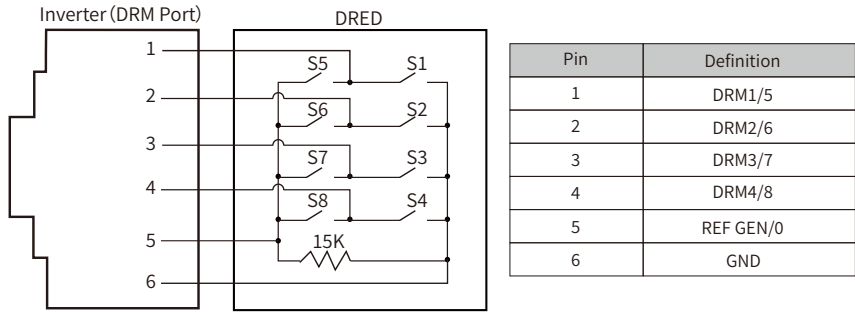 Inverter (DRM Port)
DRED
1
2
3
4
5
6
S5
S1
S6
S2
S7
S3
S8
S4
15K
Pin Definition
1 DRM1/5
2 DRM2/6
3 DRM3/7
4 DRM4/8
5 REF GEN/0
6 GND